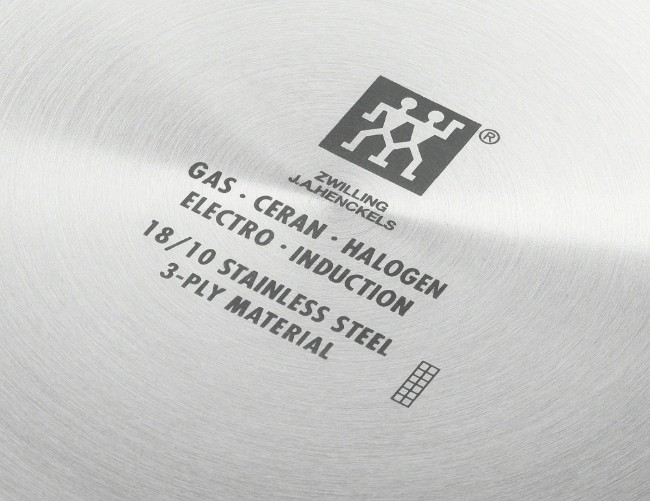 ®
ZWILLING
J.A.HENCKELS
GAS · CERAN · HALOGEN
ELECTRO · INDUCTION
18/10 STAINLESS STEEL
3-PLY MATERIAL